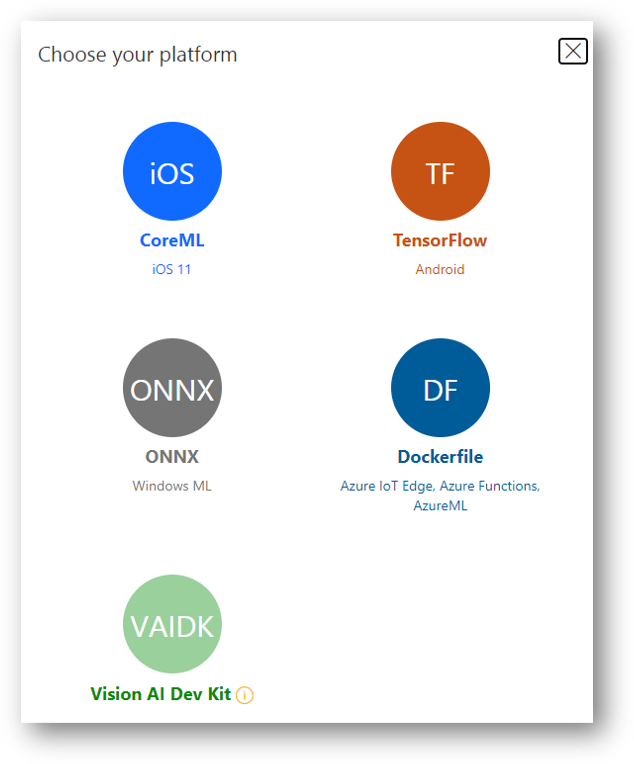 Choose your platform
iOS
TF
CoreML
TensorFlow
iOS 11
Android
ONNX
DF
ONNX
Dockerfile
Windows ML
Azure IoT Edge, Azure Functions,
AzureML
VAIDK
Vision AI Dev Kit